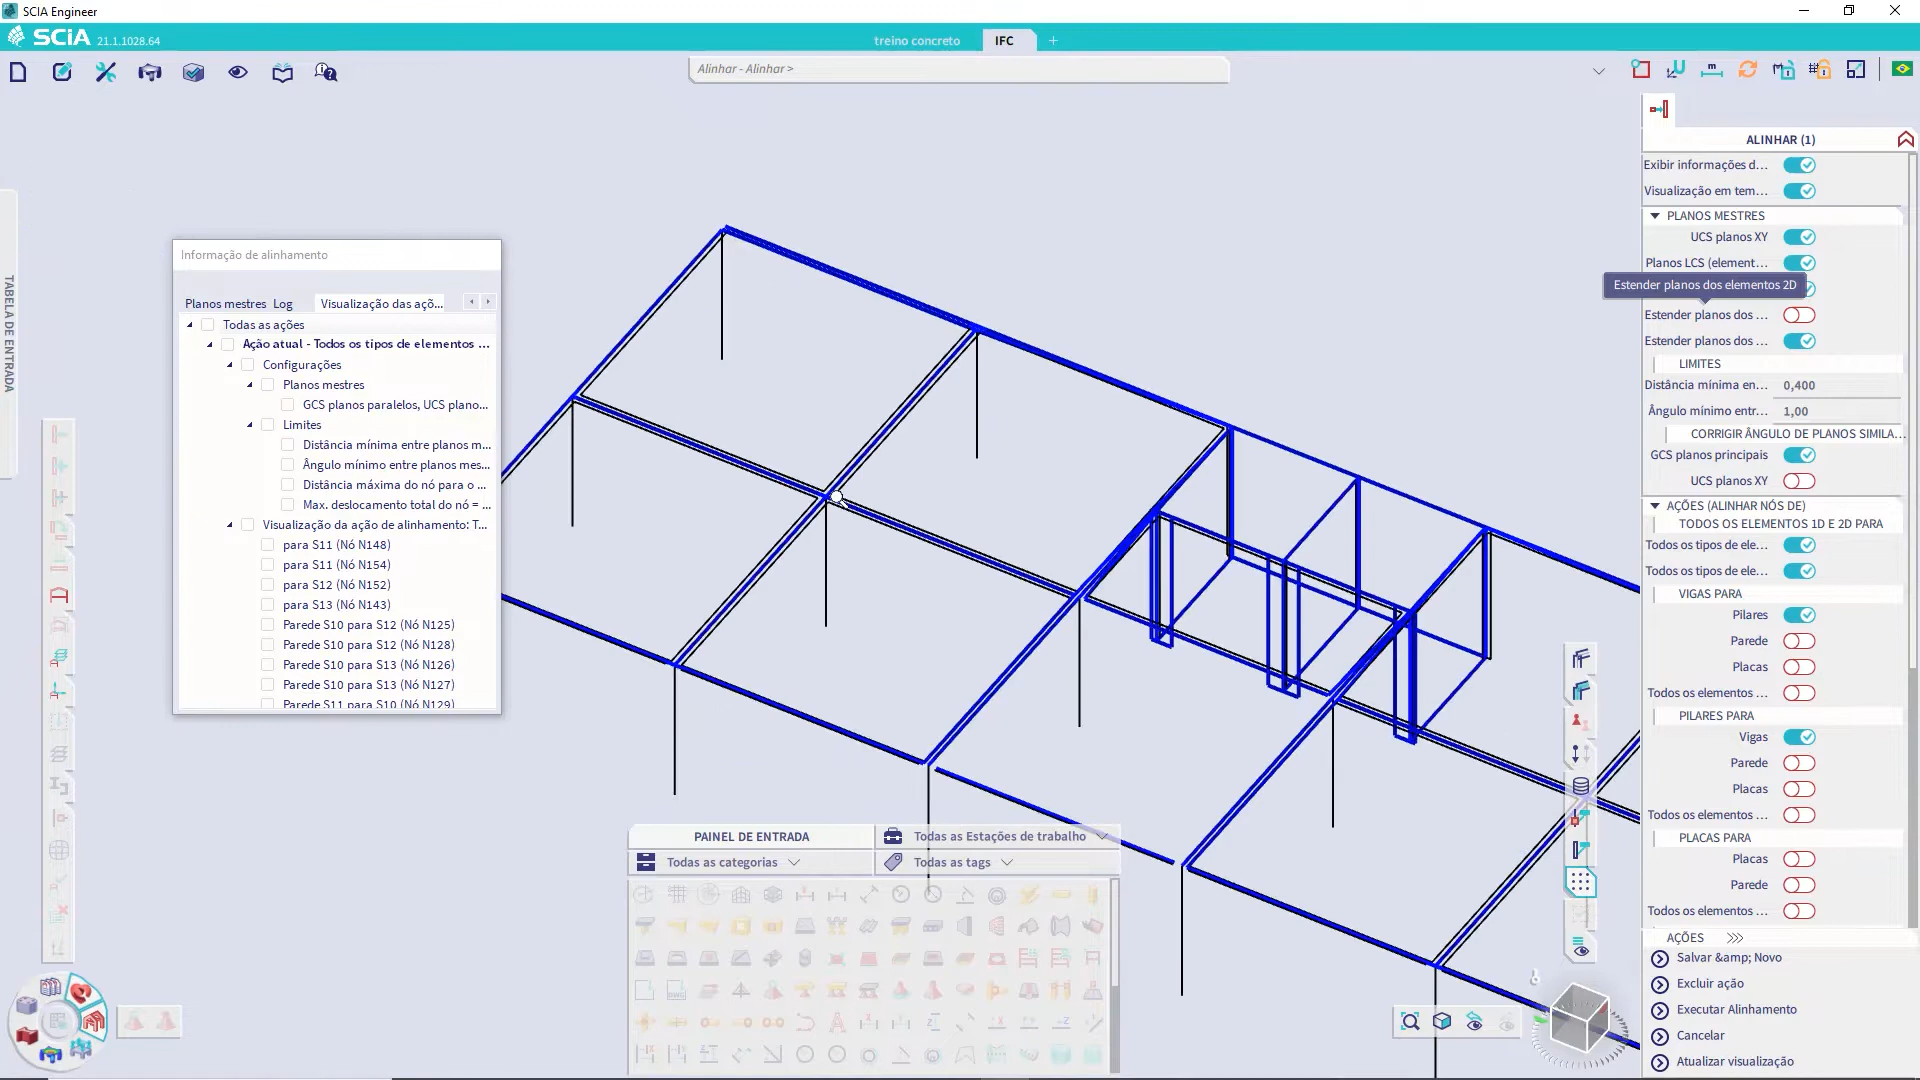 SCIA Engineer
SCiA 21.1.1028.64
treino concreto
IFC
+
Alinhar - Alinhar >
TABELA DE ENTRADA
Informação de alinhamento
Planos mestres
Log
Visualização das açõ...
Todas as ações
Ação atual - Todos os tipos de elementos ...
Configurações
Planos mestres
GCS planos paralelos, UCS plano...
Limites
Distância mínima entre planos m...
Ângulo mínimo entre planos mes...
Distância máxima do nó para o ...
Max. deslocamento total do nó = ...
Visualização da ação de alinhamento: T...
para S11 (Nó N148)
para S11 (Nó N154)
para S12 (Nó N152)
para S13 (Nó N143)
Parede S10 para S12 (Nó N125)
Parede S10 para S12 (Nó N128)
Parede S10 para S13 (Nó N126)
Parede S10 para S13 (Nó N127)
Parede S11 para S10 (Nó N129)
PAINEL DE ENTRADA
Todas as Estações de trabalho
Todas as categorias
Todas as tags
ALINHAR (1)
Exibir informações d...
Visualização em tem...
PLANOS MESTRES
UCS planos XY
Planos LCS (element...
Estender planos dos elementos 2D
Estender planos dos ...
Estender planos dos ...
LIMITES
Distância mínima en... 0,400
Ângulo mínimo entr... 1,00
CORRIGIR ÂNGULO DE PLANOS SIMILA...
GCS planos principais
UCS planos XY
AÇÕES (ALINHAR NÓS DE)
TODOS OS ELEMENTOS 1D E 2D PARA
Todos os tipos de ele...
Todos os tipos de ele...
VIGAS PARA
Pilares
Parede
Placas
Todos os elementos ...
PILARES PARA
Vigas
Parede
Placas
Todos os elementos ...
PLACAS PARA
Placas
Parede
Todos os elementos ...
AÇÕES >>>
Salvar &amp; Novo
Excluir ação
Executar Alinhamento
Cancelar
Atualizar visualização